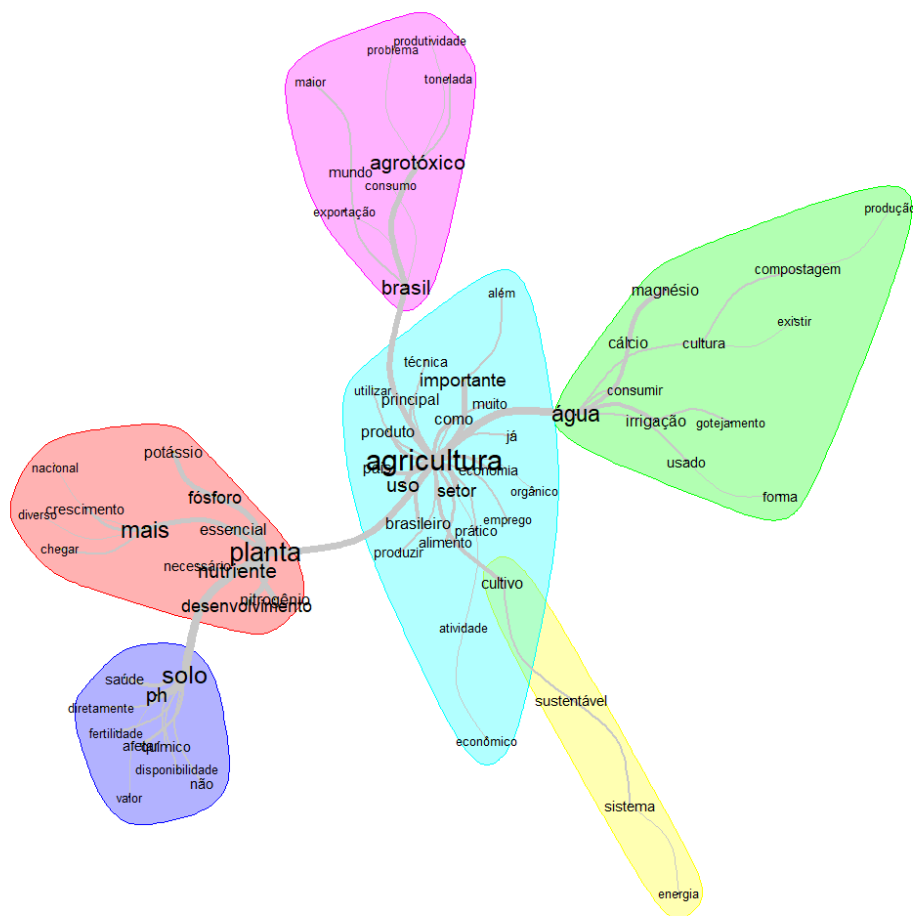 produtividade
problema
maior
tonelada
agrotóxico
mundo
consumo
exportação
brasil
produção
compostagem
magnésio
existir
cálcio
cultura
consumir
água
irrigação
gotejamento
usado
forma
além
técnica
importante
utilizar
principal
muito
como
produto
já
agricultura
país
economia
uso
setor
orgânico
brasileiro
emprego
prático
alimento
produzir
cultivo
atividade
econômico
sustentável
sistema
energia
potássio
nacional
fósforo
crescimento
diverso
mais
essencial
chegar
planta
necessário
nutriente
nitrogênio
desenvolvimento
solo
saúde
ph
diretamente
fertilidade
afetar
químico
disponibilidade
não
valor